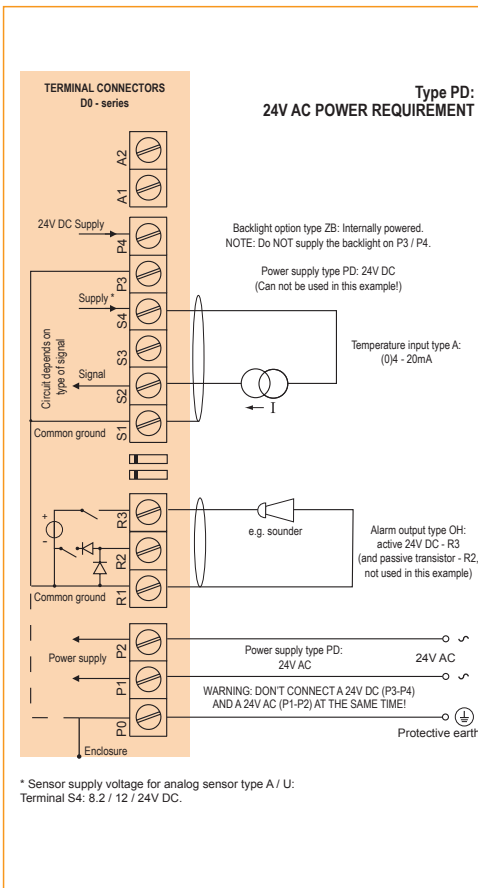 TERMINAL CONNECTORS
D0 - series
Type PD:
24V AC POWER REQUIREMENT
A2
A1
24V DC Supply
P4
Backlight option type ZB: Internally powered.
NOTE: Do NOT supply the backlight on P3 / P4.
P3
Power supply type PD: 24V DC
(Can not be used in this example!)
Supply *
S4
Circuit depends on
type of signal
S3
Temperature input type A:
(0)4 - 20mA
Signal
S2
I
Common ground
S1
+
-
R3
e.g. sounder
R2
Alarm output type OH:
active 24V DC - R3
(and passive transistor - R2,
not used in this example)
Common ground
R1
P2
Power supply
Power supply type PD:
24V AC
24V AC
P1
WARNING: DON'T CONNECT A 24V DC (P3-P4)
AND A 24V AC (P1-P2) AT THE SAME TIME!
P0
Protective earth
Enclosure
* Sensor supply voltage for analog sensor type A / U:
Terminal S4: 8.2 / 12 / 24V DC.